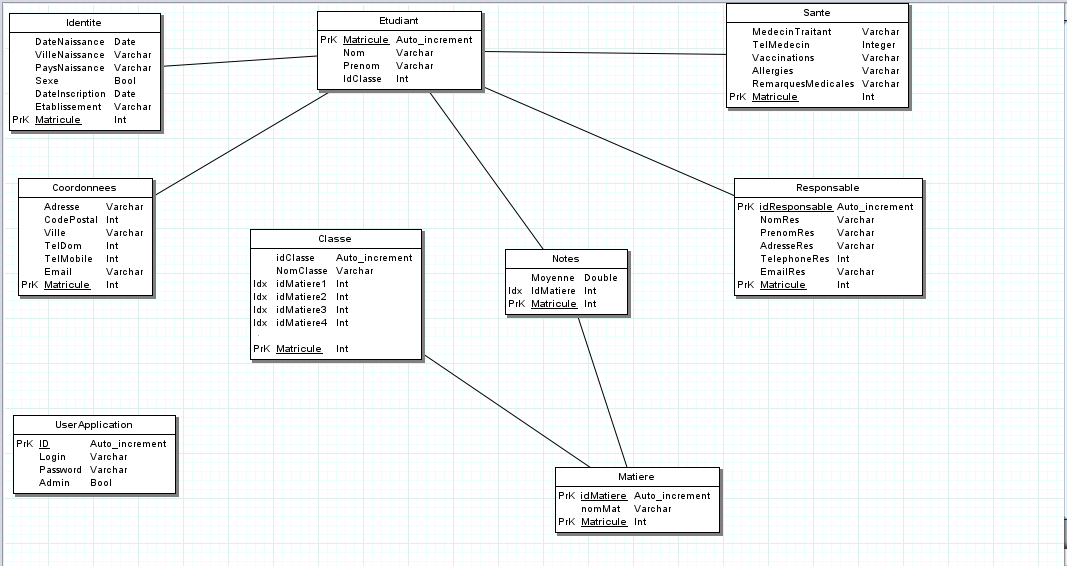 Identite
DateNaissance Date
VilleNaissance Varchar
PaysNaissance Varchar
Sexe Bool
DateInscription Date
Etablissement Varchar
PrK Matricule Int
Etudiant
PrK Matricule Auto_increment
Nom Varchar
Prenom Varchar
IdClasse Int
Sante
MedecinTraitant Varchar
TelMedecin Integer
Vaccinations Varchar
Allergies Varchar
RemarquesMedicales Varchar
PrK Matricule Int
Coordonnees
Adresse Varchar
CodePostal Int
Ville Varchar
TelDom Int
TelMobile Int
Email Varchar
PrK Matricule Int
Classe
idClasse Auto_increment
NomClasse Varchar
Idx idMatiere1 Int
Idx idMatiere2 Int
Idx idMatiere3 Int
Idx idMatiere4 Int
.
PrK Matricule Int
Notes
Moyenne Double
Idx IdMatiere Int
PrK Matricule Int
Responsable
PrK idResponsable Auto_increment
NomRes Varchar
PrenomRes Varchar
AdresseRes Varchar
TelephoneRes Int
EmailRes Varchar
PrK Matricule Int
UserApplication
PrK ID Auto_increment
Login Varchar
Password Varchar
Admin Bool
Matiere
PrK idMatiere Auto_increment
nomMat Varchar
PrK Matricule Int